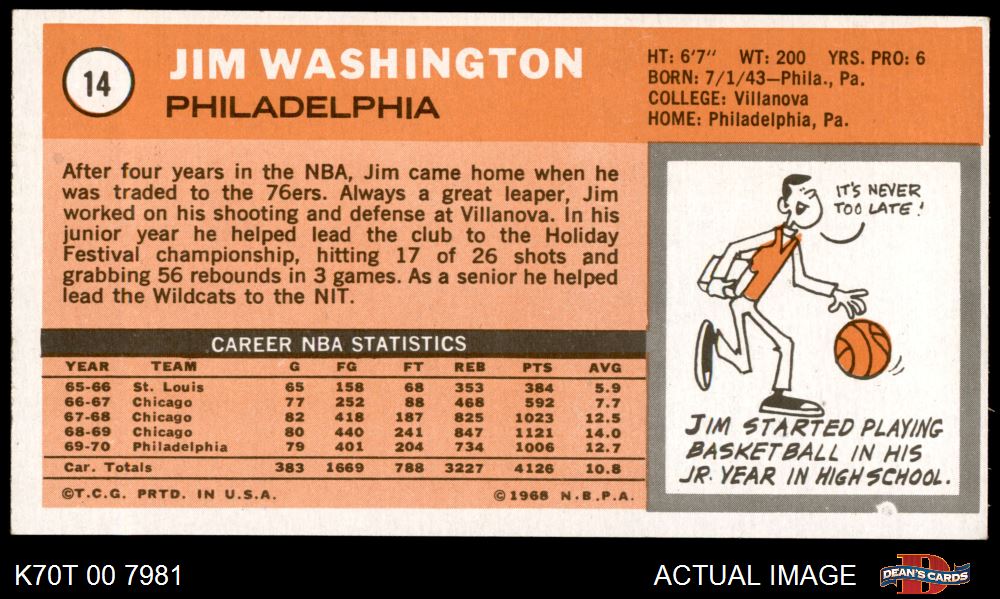 14
JIM WASHINGTON
PHILADELPHIA
HT: 6'7" WT: 200 YRS. PRO: 6
BORN: 7/1/43—Phila., Pa.
COLLEGE: Villanova
HOME: Philadelphia, Pa.
After four years in the NBA, Jim came home when he
was traded to the 76ers. Always a great leaper, Jim
worked on his shooting and defense at Villanova. In his
junior year he helped lead the club to the Holiday
Festival championship, hitting 17 of 26 shots and
grabbing 56 rebounds in 3 games. As a senior he helped
lead the Wildcats to the NIT.
CAREER NBA STATISTICS
YEAR TEAM G FG FT REB PTS AVG
65-66 St. Louis 65 158 68 353 384 5.9
66-67 Chicago 77 252 88 468 592 7.7
67-68 Chicago 82 418 187 825 1023 12.5
68-69 Chicago 80 440 241 847 1121 14.0
69-70 Philadelphia 79 401 204 734 1006 12.7
Car. Totals 383 1669 788 3227 4126 10.8
©T.C.G. PRTD. IN U.S.A. ©1968 N.B.P.A.
IT'S NEVER
TOO LATE!
JIM STARTED PLAYING
BASKETBALL IN HIS
JR. YEAR IN HIGH SCHOOL.
K70T 00 7981
ACTUAL IMAGE
D
DEAN'S CARDS